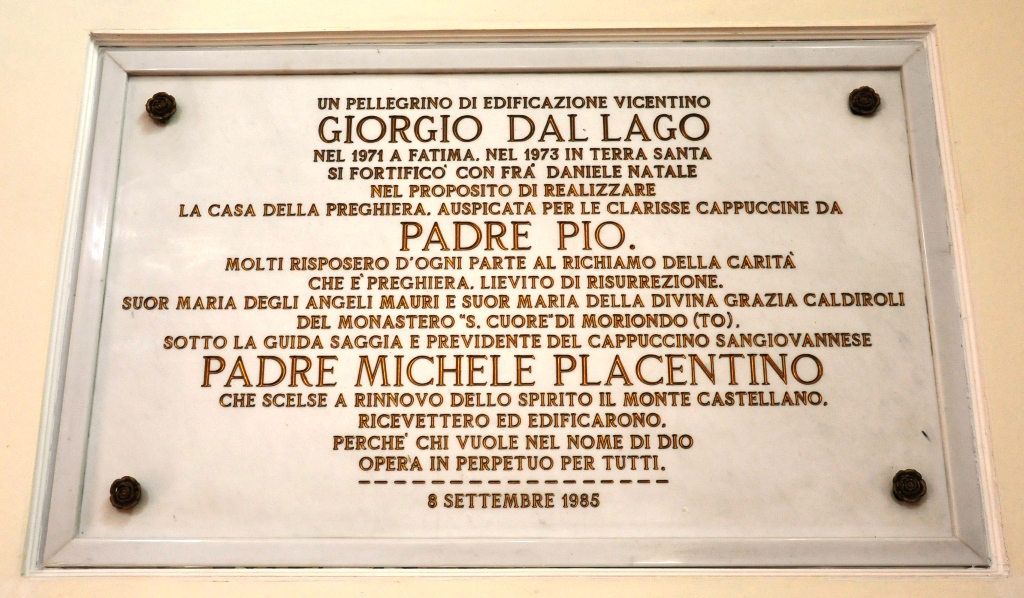 UN PELLEGRINO DI EDIFICAZIONE VICENTINO
GIORGIO DAL LAGO
NEL 1971 A FATIMA. NEL 1973 IN TERRA SANTA
SI FORTIFICO' CON FRA' DANIELE NATALE
NEL PROPOSITO DI REALIZZARE
LA CASA DELLA PREGHIERA. AUSPICATA PER LE CLARISSE CAPPUCCINE DA
PADRE PIO.
MOLTI RISPOSERO D'OGNI PARTE AL RICHIAMO DELLA CARITA'
CHE E' PREGHIERA. LIEVITO DI RISURREZIONE.
SUOR MARIA DEGLI ANGELI MAURI E SUOR MARIA DELLA DIVINA GRAZIA CALDIROLI
DEL MONASTERO "S. CUORE" DI MORIONDO (TO).
SOTTO LA GUIDA SAGGIA E PREVIDENTE DEL CAPPUCCINO SANGIOVANNESE
PADRE MICHELE PLACENTINO
CHE SCELSE A RINNOVO DELLO SPIRITO IL MONTE CASTELLANO.
RICEVETTERO ED EDIFICARONO.
PERCHE' CHI VUOLE NEL NOME DI DIO
OPERA IN PERPETUO PER TUTTI.
8 SETTEMBRE 1985